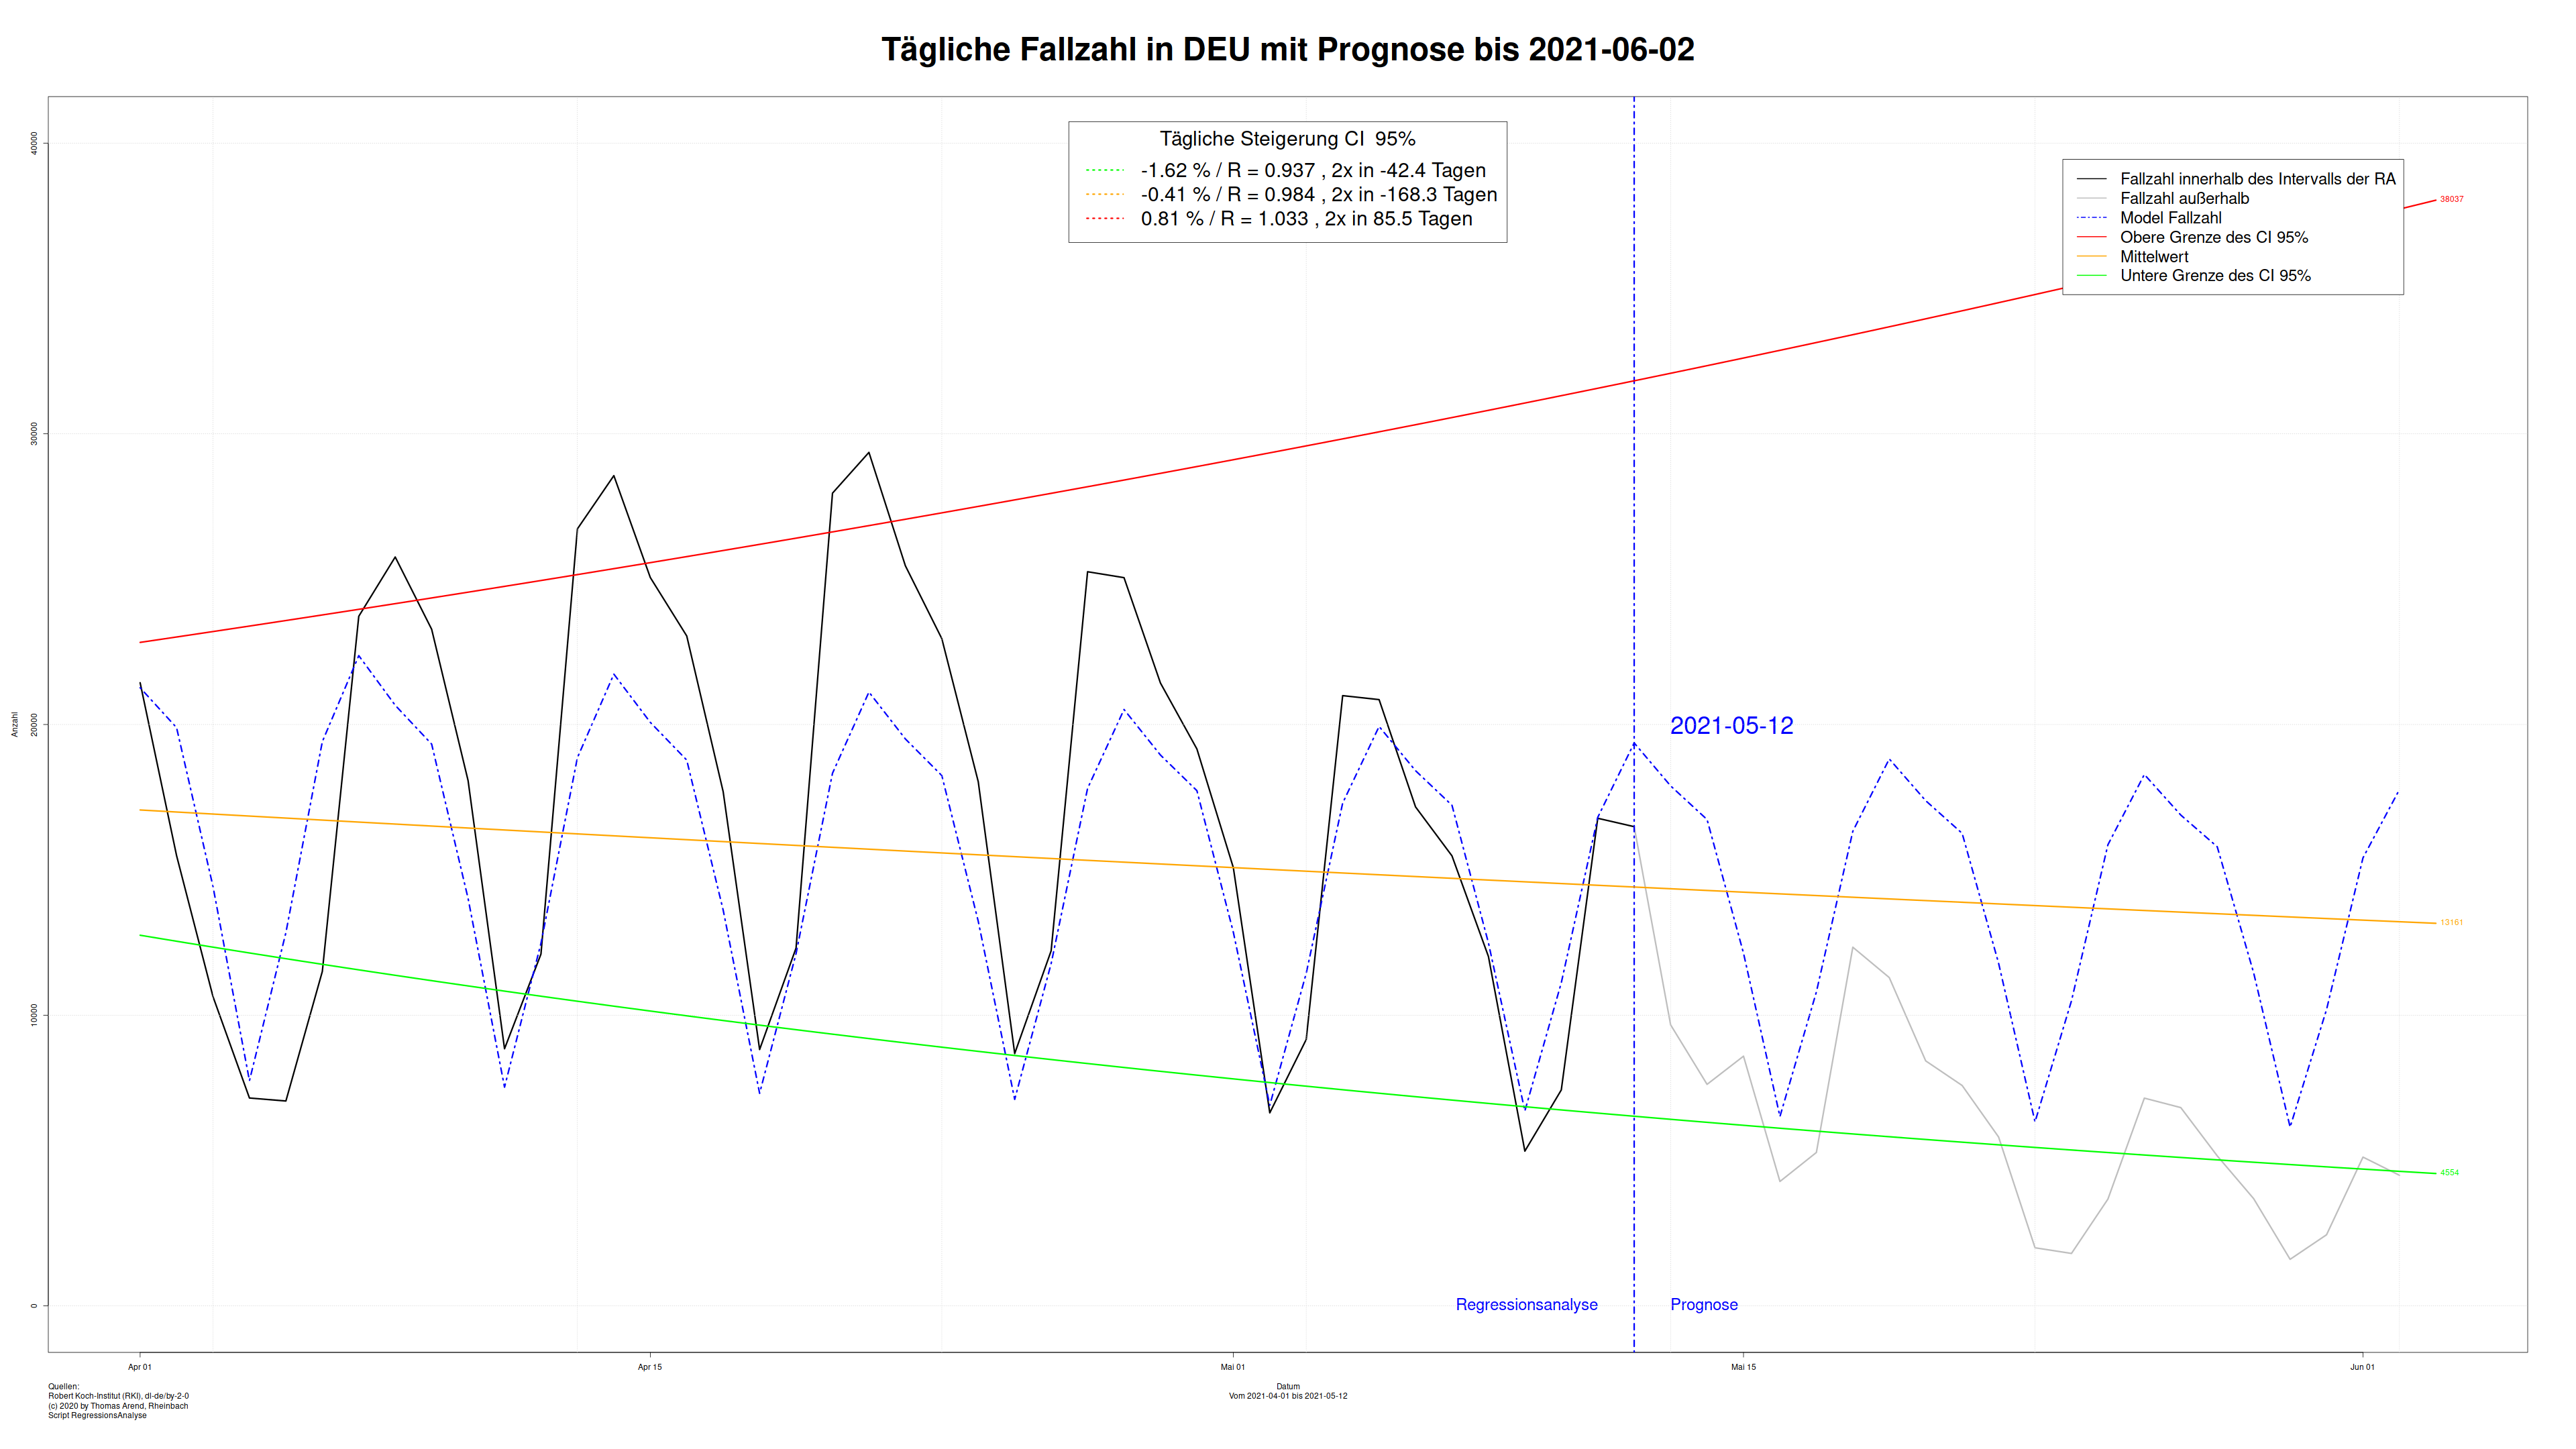 Tägliche Fallzahl in DEU mit Prognose bis 2021-06-02
Tägliche Steigerung CI  95%
-1.62 % / R = 0.937 , 2x in -42.4 Tagen
-0.41 % / R = 0.984 , 2x in -168.3 Tagen
0.81 % / R = 1.033 , 2x in 85.5 Tagen
Fallzahl innerhalb des Intervalls der RA
Fallzahl außerhalb
Model Fallzahl
Obere Grenze des CI 95%
Mittelwert
Untere Grenze des CI 95%
38037
40000
30000
20000
10000
0
Anzahl
2021-05-12
13161
4554
Regressionsanalyse
Prognose
Apr 01
Apr 15
Mai 01
Mai 15
Jun 01
Datum
Vom 2021-04-01 bis 2021-05-12
Quellen:
Robert Koch-Institut (RKI), dl-de/by-2-0
(c) 2020 by Thomas Arend, Rheinbach
Script RegressionsAnalyse